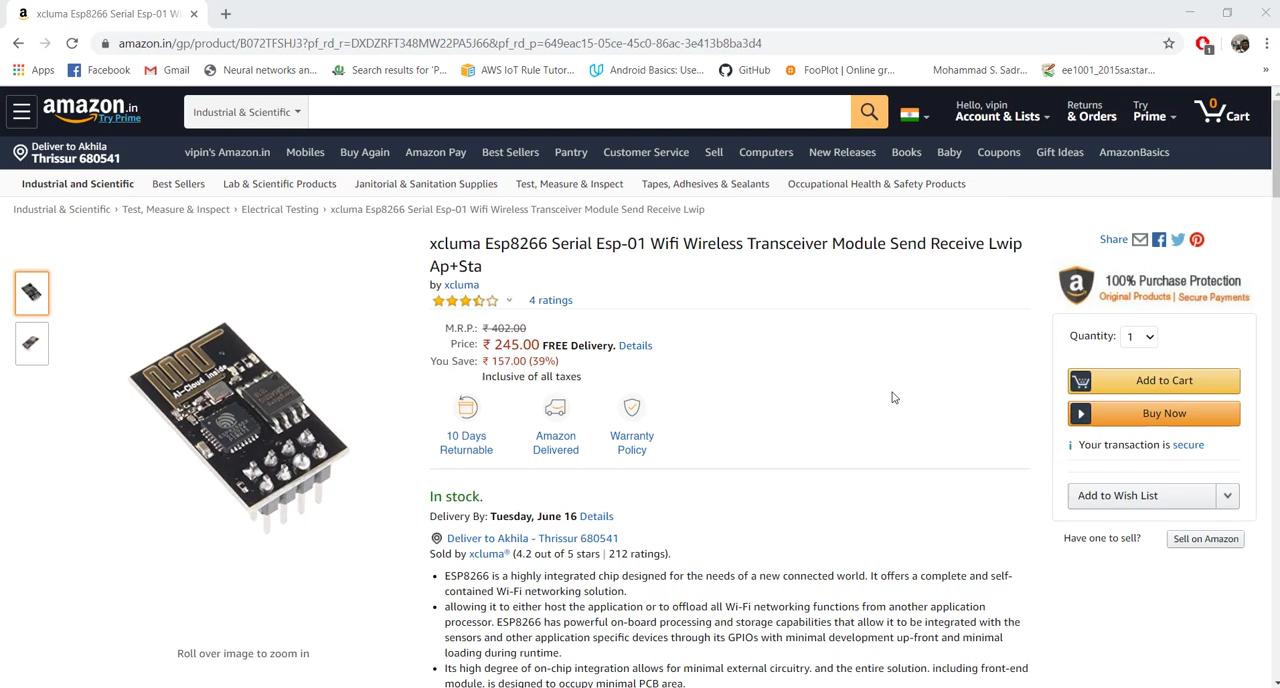 xcluma Esp8266 Serial Esp-01 Wi
amazon.in/gp/product/B072TFSHJ3?pf_rd_r=DXDZRFT348MW22PA5J66&pf_rd_p=649eac15-05ce-45c0-86ac-3e413b8ba3d4
1
Apps Facebook Gmail Neural networks an... Search results for 'P... AWS IoT Rule Tutor... Android Basics: Use... GitHub FooPlot | Online gr... Mohammad S. Sadr... ee1001_2015sa:star... »
amazon.in
Try Prime
Industrial & Scientific
Hello, vipin
Account & Lists
Returns
& Orders
Try
Prime
0
Cart
Deliver to Akhila
Thrissur 680541
vipin's Amazon.in Mobiles Buy Again Amazon Pay Best Sellers Pantry Customer Service Sell Computers New Releases Books Baby Coupons Gift Ideas AmazonBasics
Industrial and Scientific Best Sellers Lab & Scientific Products Janitorial & Sanitation Supplies Test, Measure & Inspect Tapes, Adhesives & Sealants Occupational Health & Safety Products
Industrial & Scientific › Test, Measure & Inspect › Electrical Testing › xcluma Esp8266 Serial Esp-01 Wifi Wireless Transceiver Module Send Receive Lwip
Ai-Cloud inside
Roll over image to zoom in
xcluma Esp8266 Serial Esp-01 Wifi Wireless Transceiver Module Send Receive Lwip
Ap+Sta
by xcluma
4 ratings
M.R.P.: ₹ 402.00
Price: ₹ 245.00 FREE Delivery. Details
You Save: ₹ 157.00 (39%)
Inclusive of all taxes
10 Days
Returnable
Amazon
Delivered
Warranty
Policy
In stock.
Delivery By: Tuesday, June 16 Details
Deliver to Akhila - Thrissur 680541
Sold by xcluma® (4.2 out of 5 stars | 212 ratings).
• ESP8266 is a highly integrated chip designed for the needs of a new connected world. It offers a complete and self-
contained Wi-Fi networking solution.
• allowing it to either host the application or to offload all Wi-Fi networking functions from another application
processor. ESP8266 has powerful on-board processing and storage capabilities that allow it to be integrated with the
sensors and other application specific devices through its GPIOs with minimal development up-front and minimal
loading during runtime.
• Its high degree of on-chip integration allows for minimal external circuitry, and the entire solution, including front-end
module, is designed to occupy minimal PCB area.
Share
a
100% Purchase Protection
Original Products | Secure Payments
Quantity: 1
Add to Cart
Buy Now
Your transaction is secure
Add to Wish List
Have one to sell? Sell on Amazon